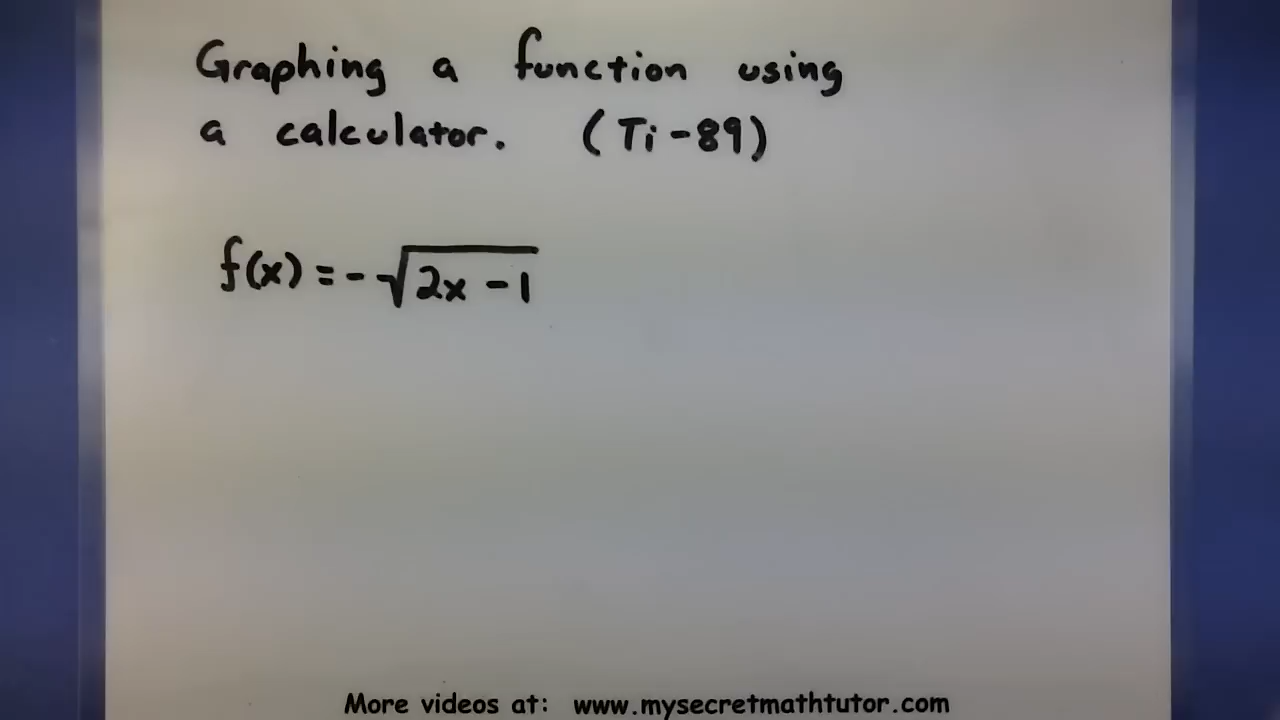 Graphing a function using
a calculator. (Ti-89)
f(x) = -√(2x - 1)
More videos at: www.mysecretmathtutor.com